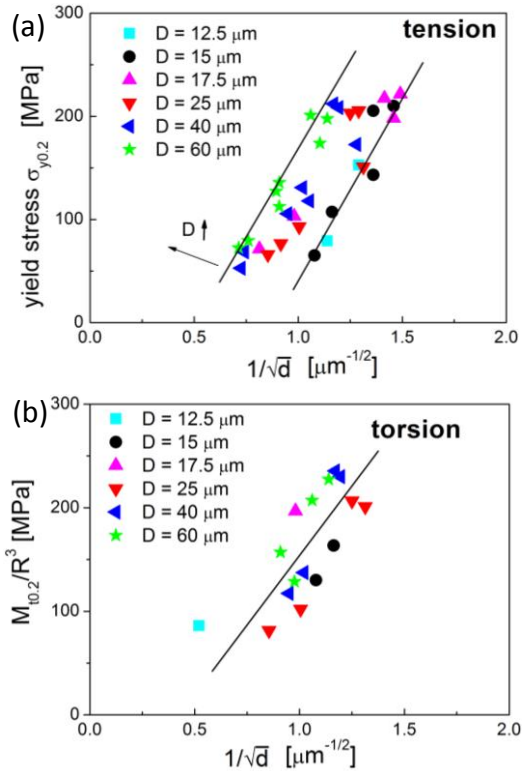 (a)
tension
D = 12.5 μm
D = 15 μm
D = 17.5 μm
D = 25 μm
D = 40 μm
D = 60 μm
300
200
100
0
yield stress σy0.2 [MPa]
D
0.0 0.5 1.0 1.5 2.0
1/√d [μm-1/2]
(b)
torsion
D = 12.5 μm
D = 15 μm
D = 17.5 μm
D = 25 μm
D = 40 μm
D = 60 μm
300
200
100
0
Mt0.2/R3 [MPa]
0.0 0.5 1.0 1.5 2.0
1/√d [μm-1/2]